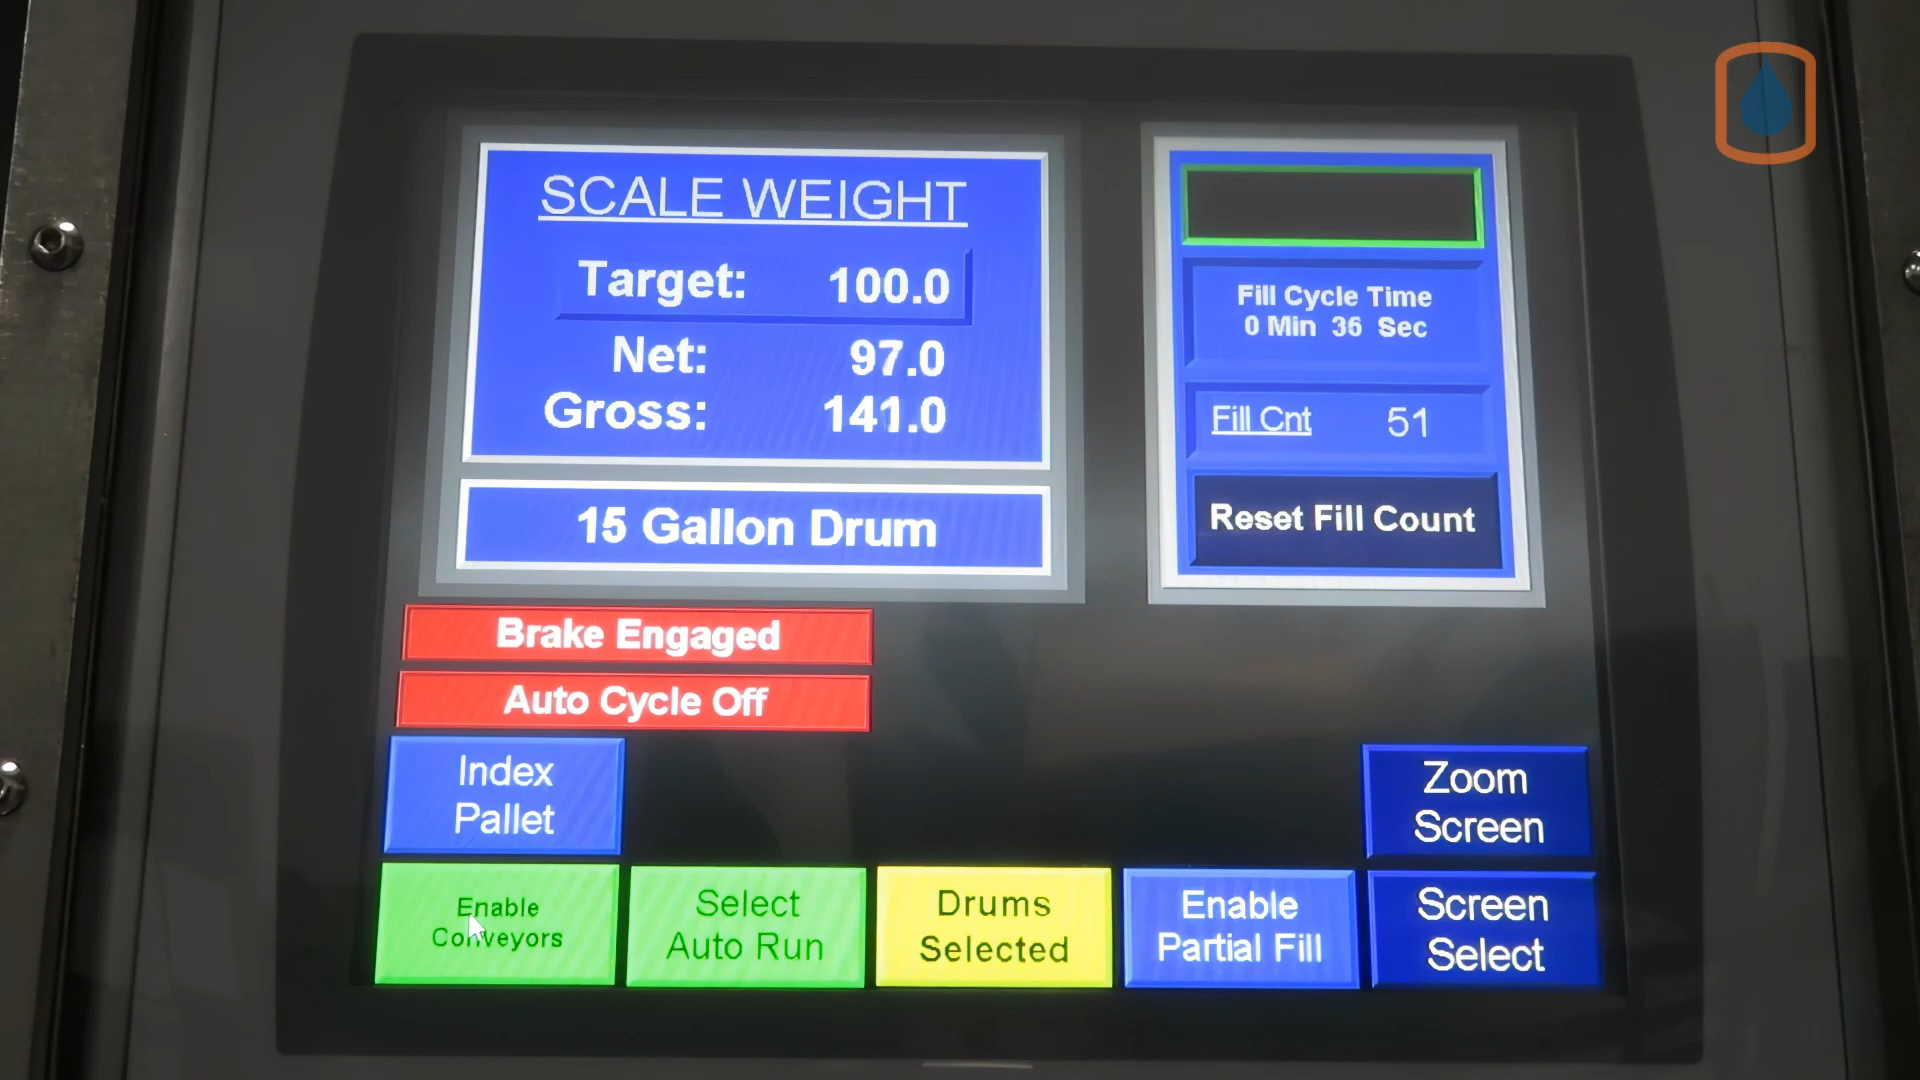 SCALE WEIGHT
Target: 100.0
Net: 97.0
Gross: 141.0
15 Gallon Drum
Fill Cycle Time
0 Min 36 Sec
Fill Cnt 51
Reset Fill Count
Brake Engaged
Auto Cycle Off
Index
Pallet
Zoom
Screen
Enable
Conveyors
Select
Auto Run
Drums
Selected
Enable
Partial Fill
Screen
Select